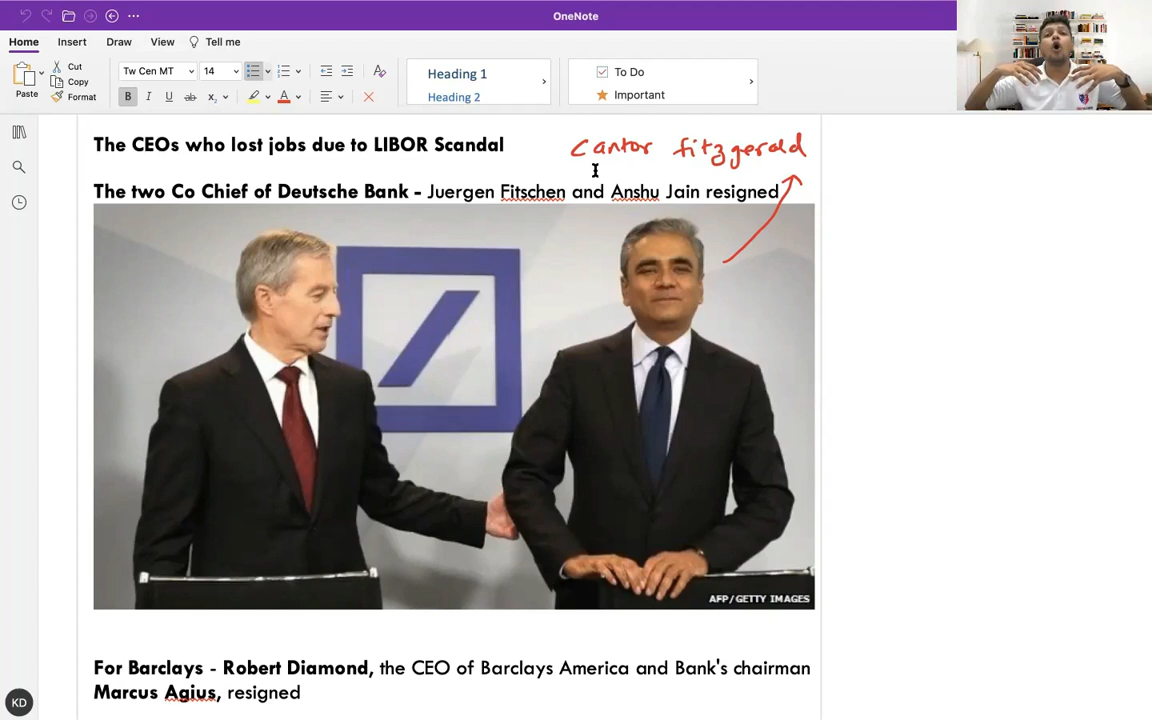 OneNote
Home Insert Draw View Tell me
Paste
Cut
Copy
Format
Tw Cen MT 14
B I U ab x₂ A
Heading 1
Heading 2
To Do
Important
The CEOs who lost jobs due to LIBOR Scandal
Cantor fitzgerald
The two Co Chief of Deutsche Bank - Juergen Fitschen and Anshu Jain resigned
AFP/GETTY IMAGES
For Barclays - Robert Diamond, the CEO of Barclays America and Bank's chairman
Marcus Agius, resigned
KD